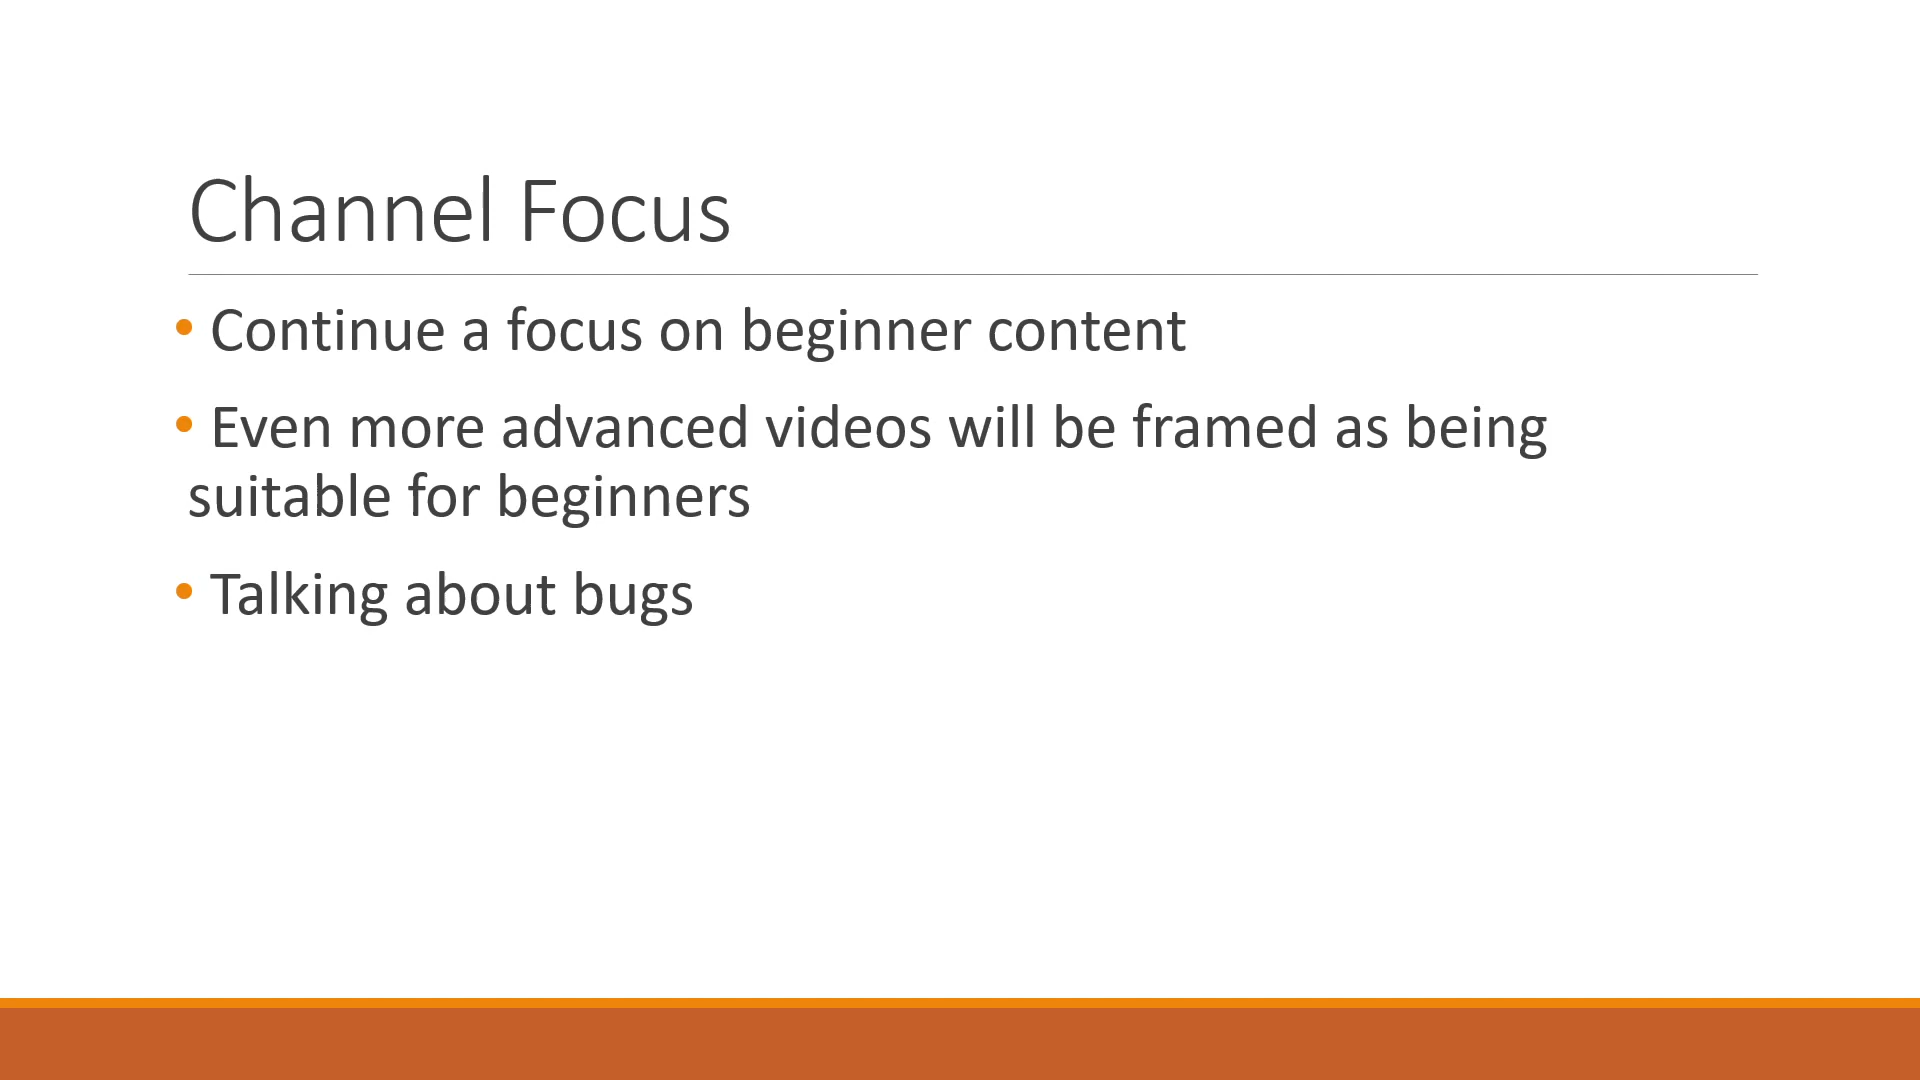 Channel Focus
• Continue a focus on beginner content
• Even more advanced videos will be framed as being
suitable for beginners
• Talking about bugs